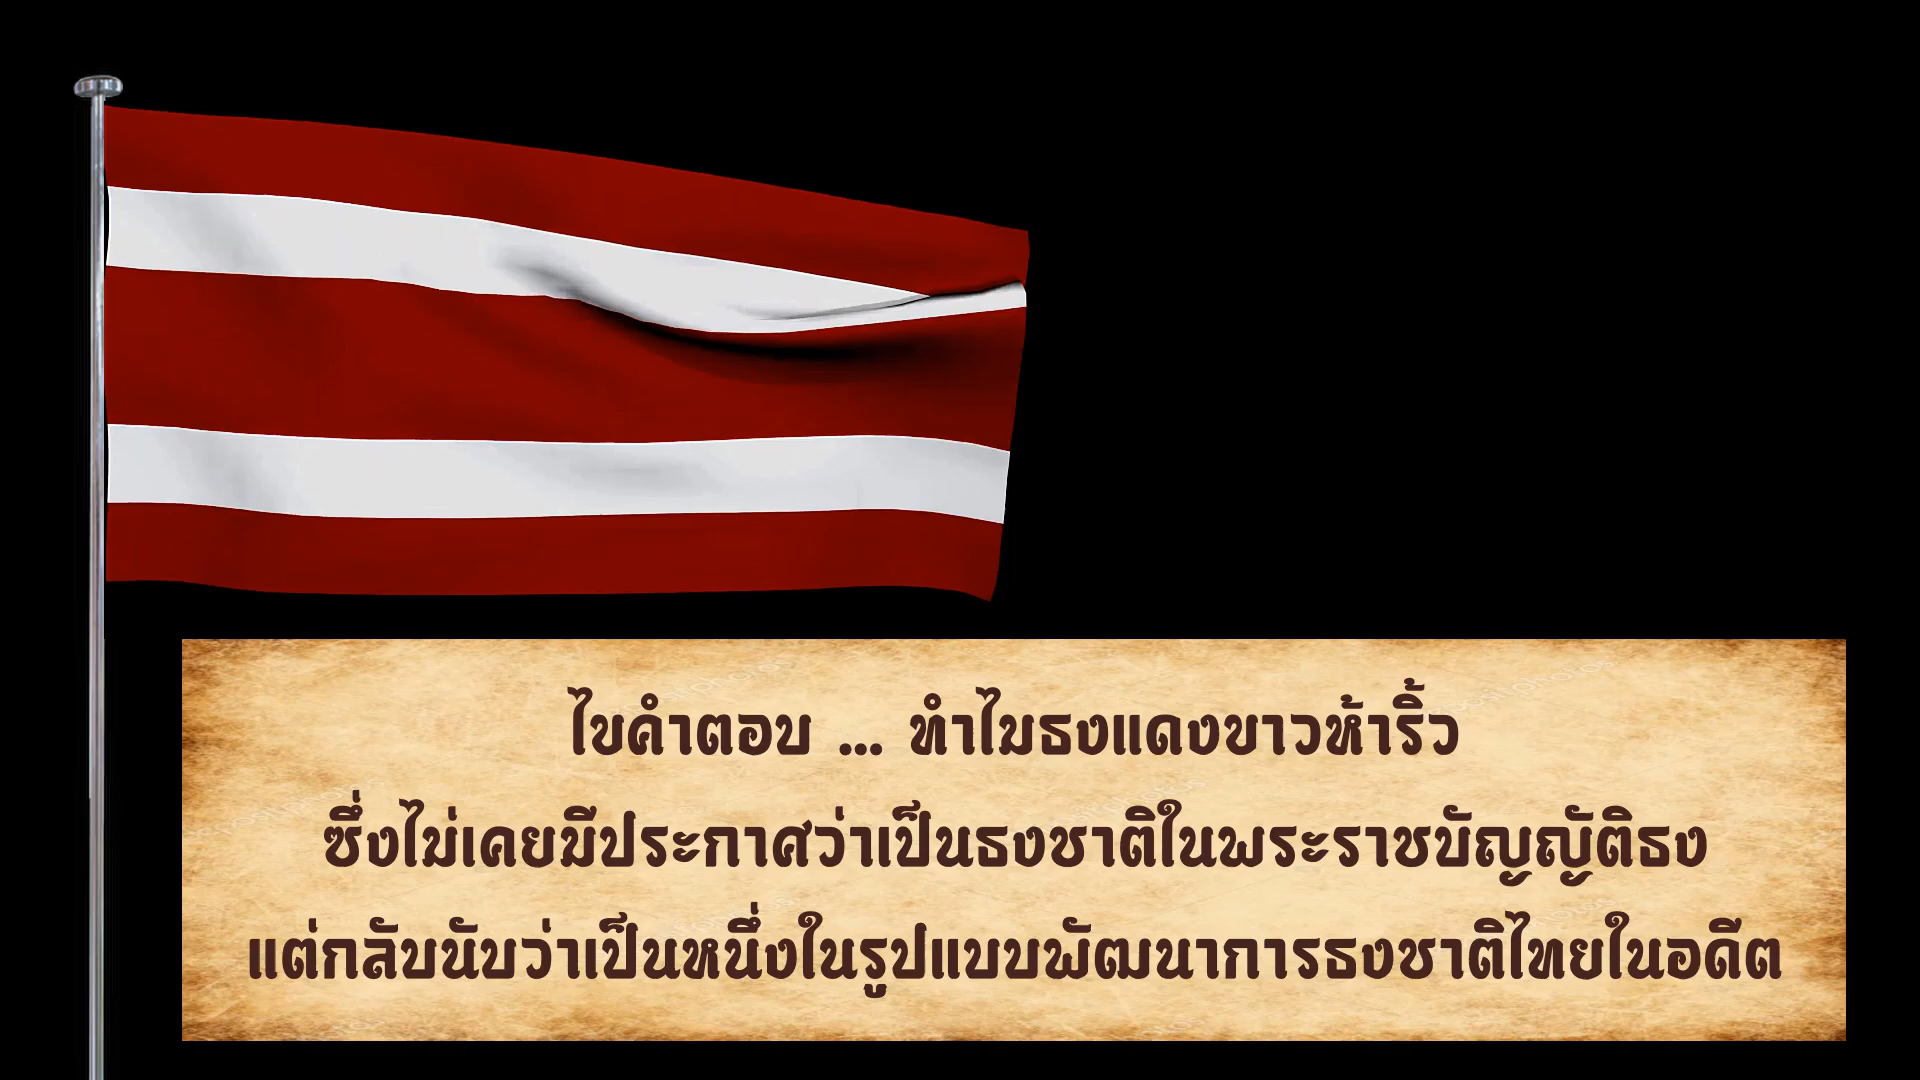 ไขคำตอบ ... ทำไมธงแดงขาวห้าริ้ว
ซึ่งไม่เคยมีประกาศว่าเป็นธงชาติในพระราชบัญญัติธง
แต่กลับนับว่าเป็นหนึ่งในรูปแบบพัฒนาการธงชาติไทยในอดีต